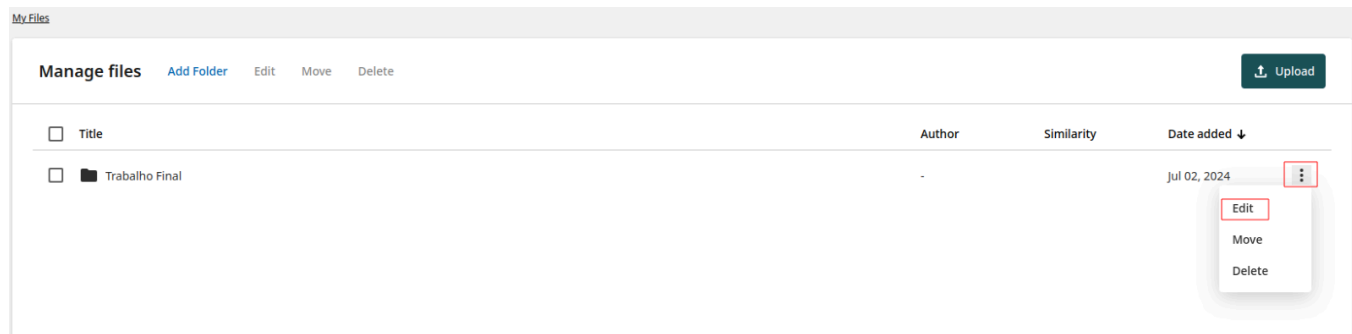 My Files
Manage files Add Folder Edit Move Delete Upload
Title Author Similarity Date added ↓
Trabalho Final - Jul 02, 2024
Edit
Move
Delete